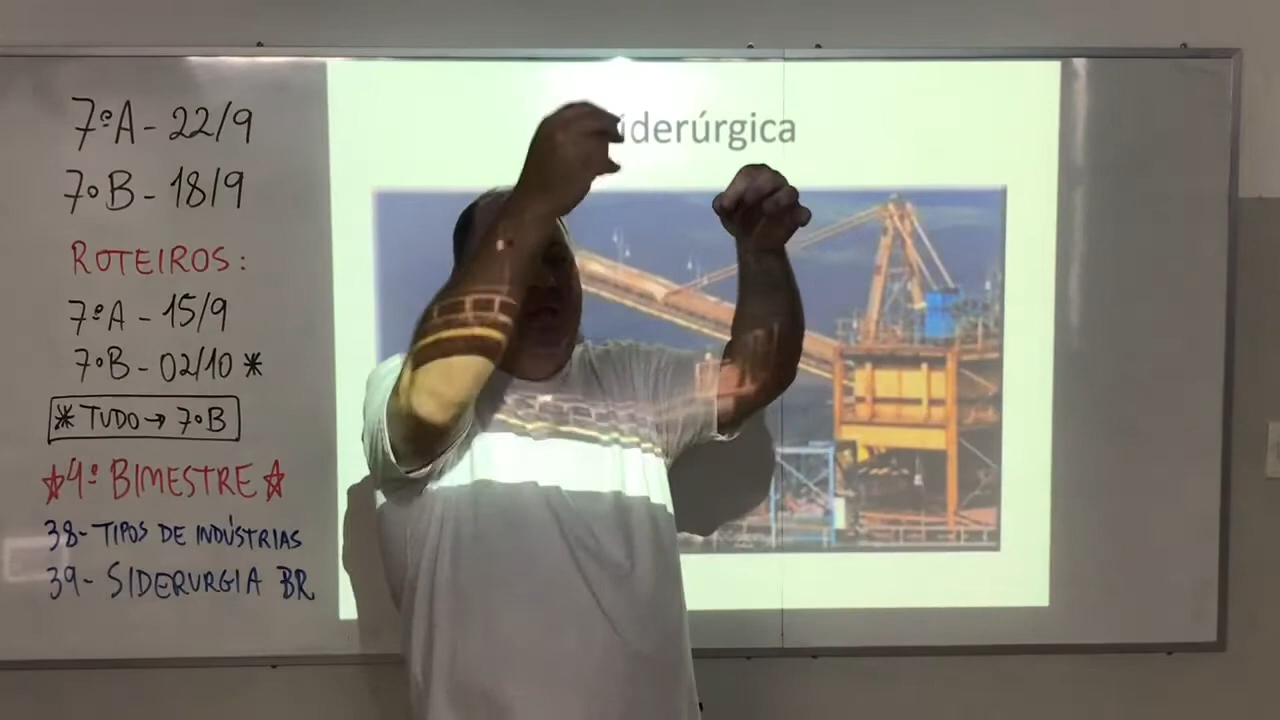 7ºA - 22/9
7ºB - 18/9
ROTEIROS:
7ºA - 15/9
7ºB - 02/10 *
* TUDO → 7ºB
☆4º BIMESTRE☆
38- TIPOS DE INDÚSTRIAS
39- SIDERURGIA BR
iderúrgica